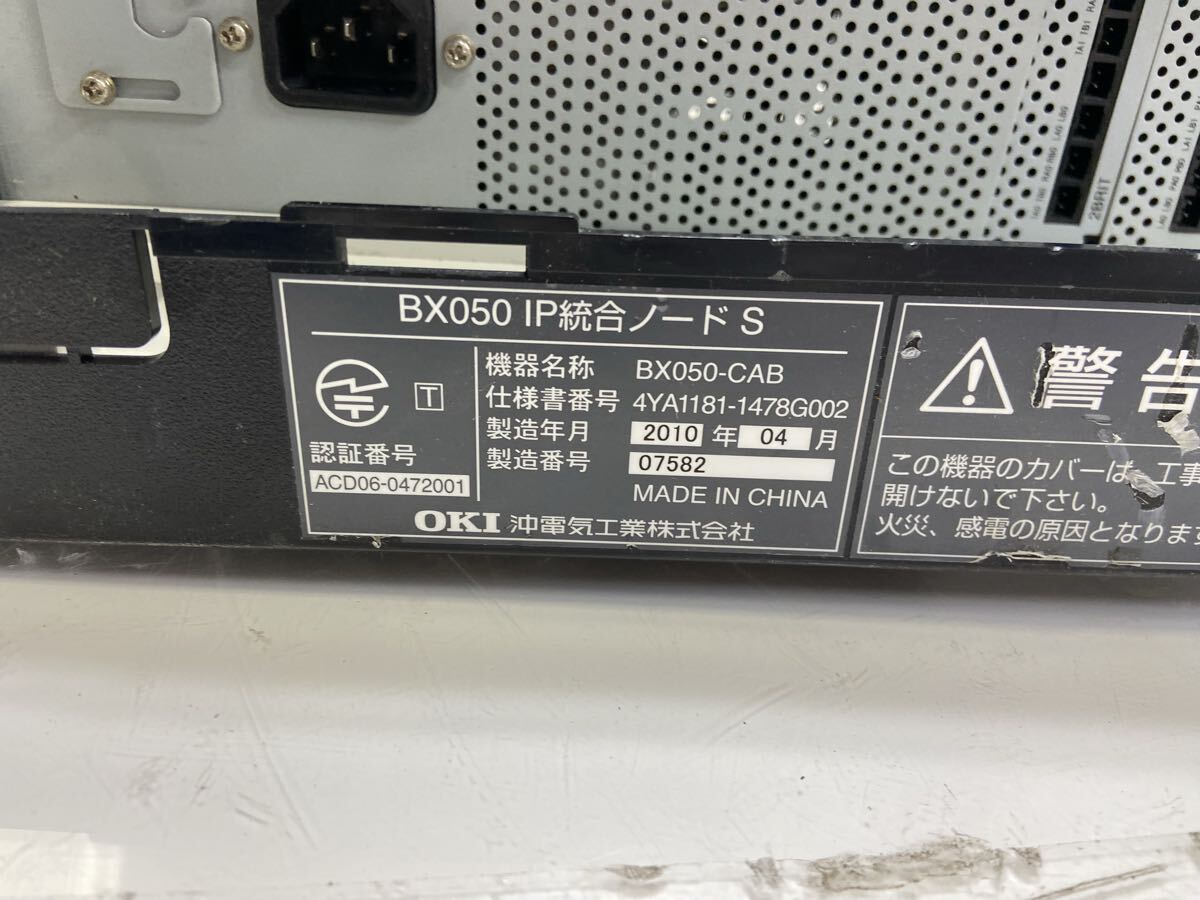 BX050 IP統合ノード S
T
認証番号
ACD06-0472001
機器名称 BX050-CAB
仕様書番号 4YA1181-1478G002
製造年月 2010 年 04 月
製造番号 07582
MADE IN CHINA
OKI 沖電気工業株式会社
警告
この機器のカバーは、工事
開けないで下さい。
火災、感電の原因となります
2BRIT